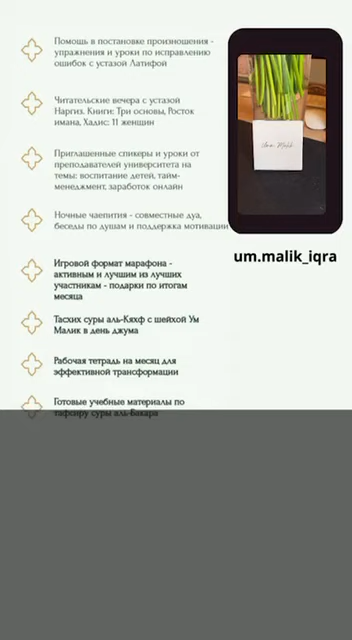 Помощь в постановке произношения -
упражнения и уроки по исправлению
ошибок с устазой Латифой
Читательские вечера с устазой
Наргиз. Книги: Три основы, Росток
имана, Хадис: 11 женщин
Приглашенные спикеры и уроки от
преподавателей университета на
темы: воспитание детей, тайм-
менеджмент, заработок онлайн
Ночные чаепития - совместные дуа,
беседы по душам и поддержка мотивации
Игровой формат марафона -
активным и лучшим из лучших
участникам - подарки по итогам
месяца
Тасхих суры аль-Кяхф с шейхой Ум
Малик в день джума
Рабочая тетрадь на месяц для
эффективной трансформации
Готовые учебные материалы по
тафсиру суры аль-Бакара
Um Malik
um.malik_iqra